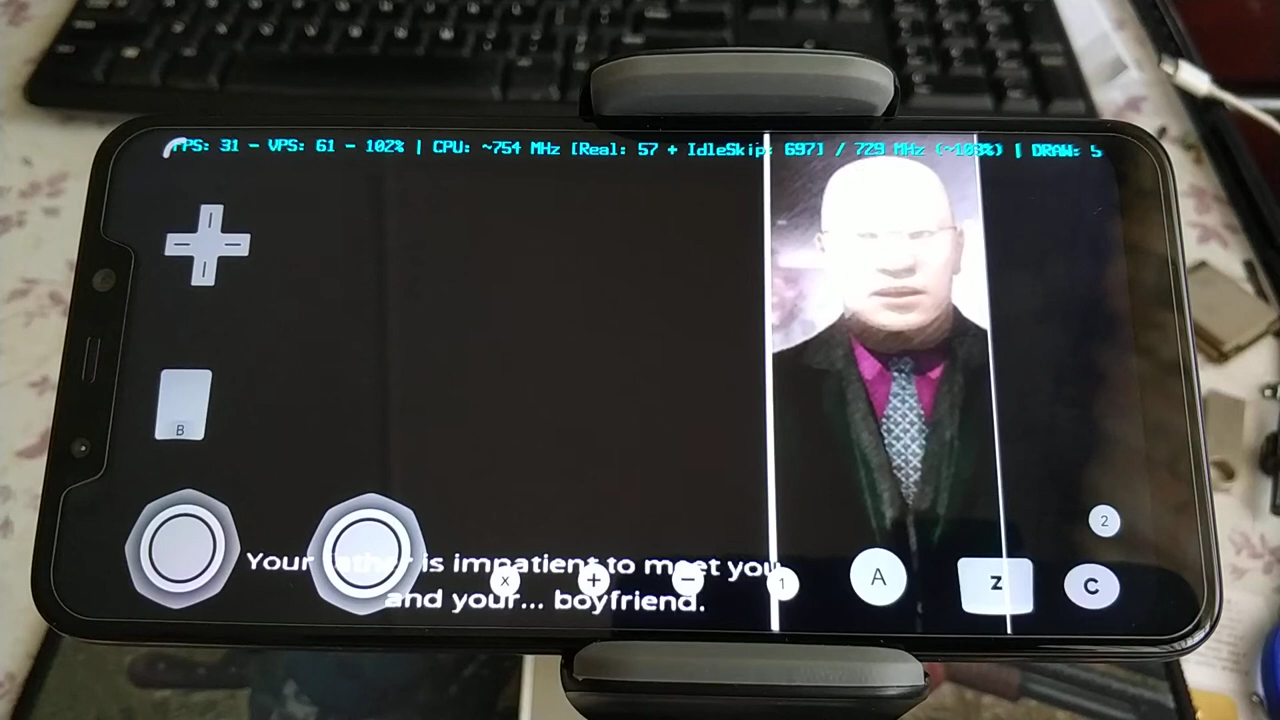 FPS: 31 - VPS: 61 - 102% | CPU: ~754 MHz [Real: 57 + IdleSkip: 697] / 729 MHz (~103%) | DRAW: 5
B
2
Your father is impatient to meet you
X
+
-
1
A
Z
C
and your... boyfriend.